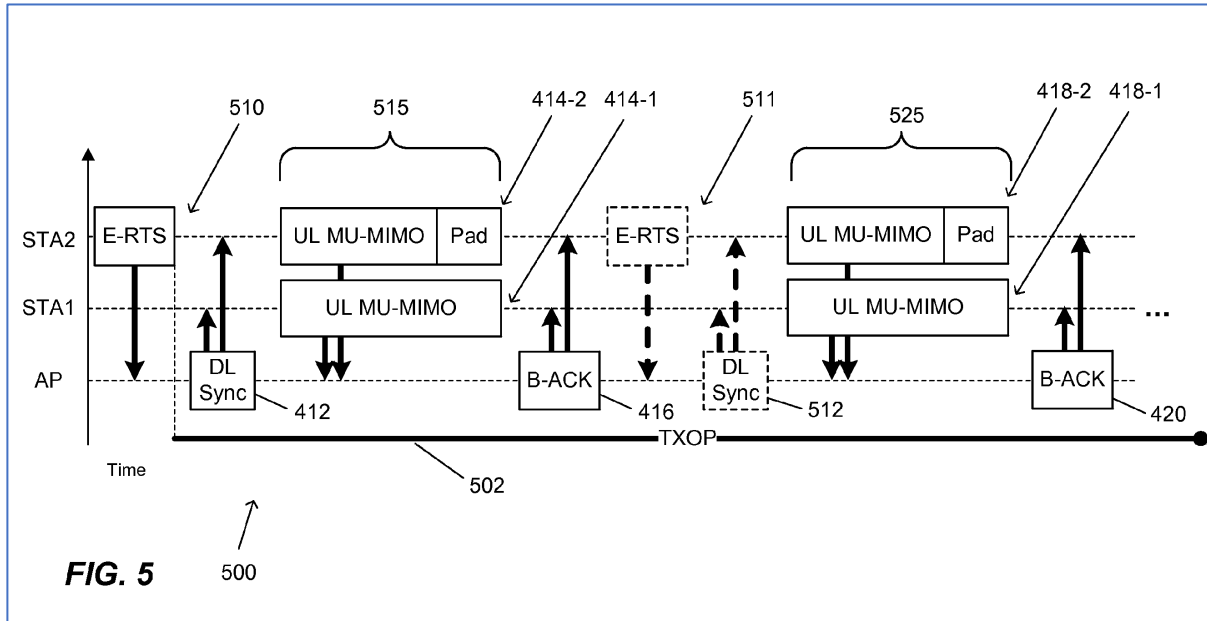 510
515
414-2
414-1
511
525
418-2
418-1
STA2
E-RTS
UL MU-MIMO
Pad
E-RTS
UL MU-MIMO
Pad
STA1
UL MU-MIMO
UL MU-MIMO
...
AP
DL
Sync
412
B-ACK
416
DL
Sync
512
B-ACK
420
TXOP
Time
502
FIG. 5
500